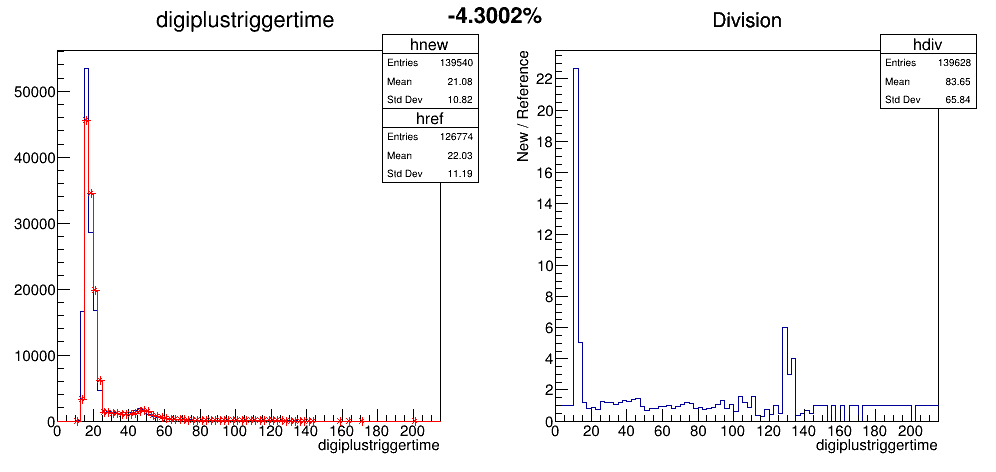 -4.3002%
digiplustriggertime
hnew
Entries 139540
Mean 21.08
Std Dev 10.82
href
Entries 126774
Mean 22.03
Std Dev 11.19
50000
40000
30000
20000
10000
0
0 20 40 60 80 100 120 140 160 180 200
digiplustriggertime
Division
hdiv
Entries 139628
Mean 83.65
Std Dev 65.84
New / Reference
22
20
18
16
14
12
10
8
6
4
2
0
0 20 40 60 80 100 120 140 160 180 200
digiplustriggertime